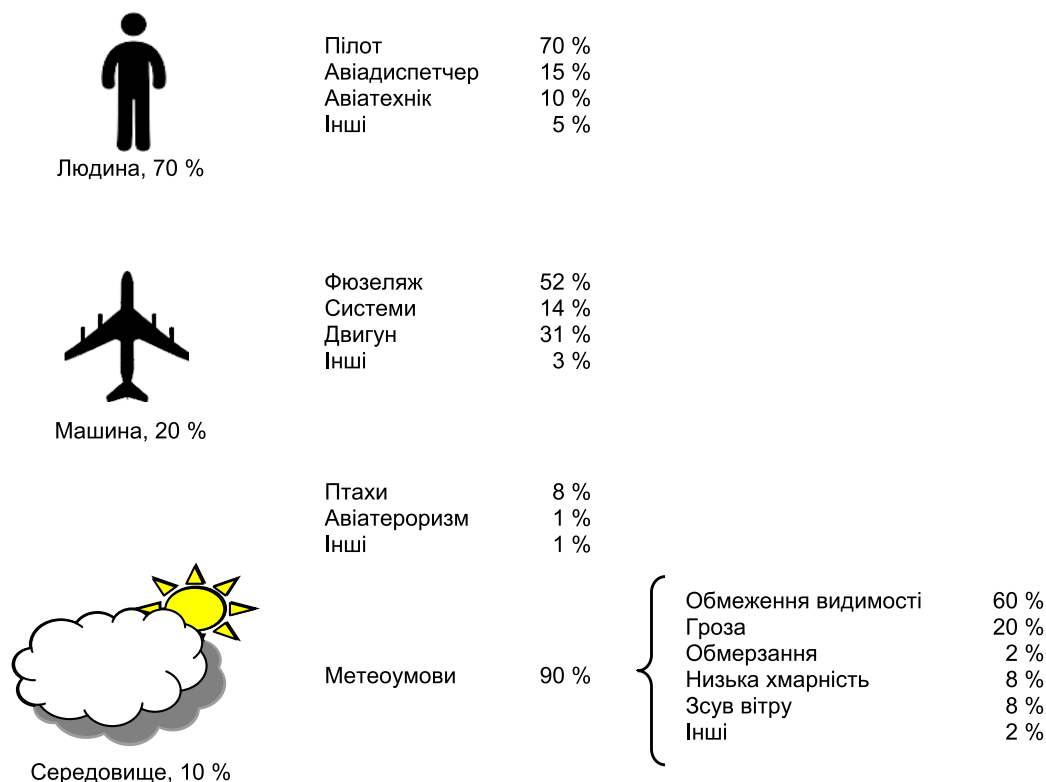 Пілот 70 %
Авіадиспетчер 15 %
Авіатехнік 10 %
Інші 5 %
Людина, 70 %
Фюзеляж 52 %
Системи 14 %
Двигун 31 %
Інші 3 %
Машина, 20 %
Птахи 8 %
Авіатероризм 1 %
Інші 1 %
Метеоумови 90 %
Обмеження видимості 60 %
Гроза 20 %
Обмерзання 2 %
Низька хмарність 8 %
Зсув вітру 8 %
Інші 2 %
Середовище, 10 %